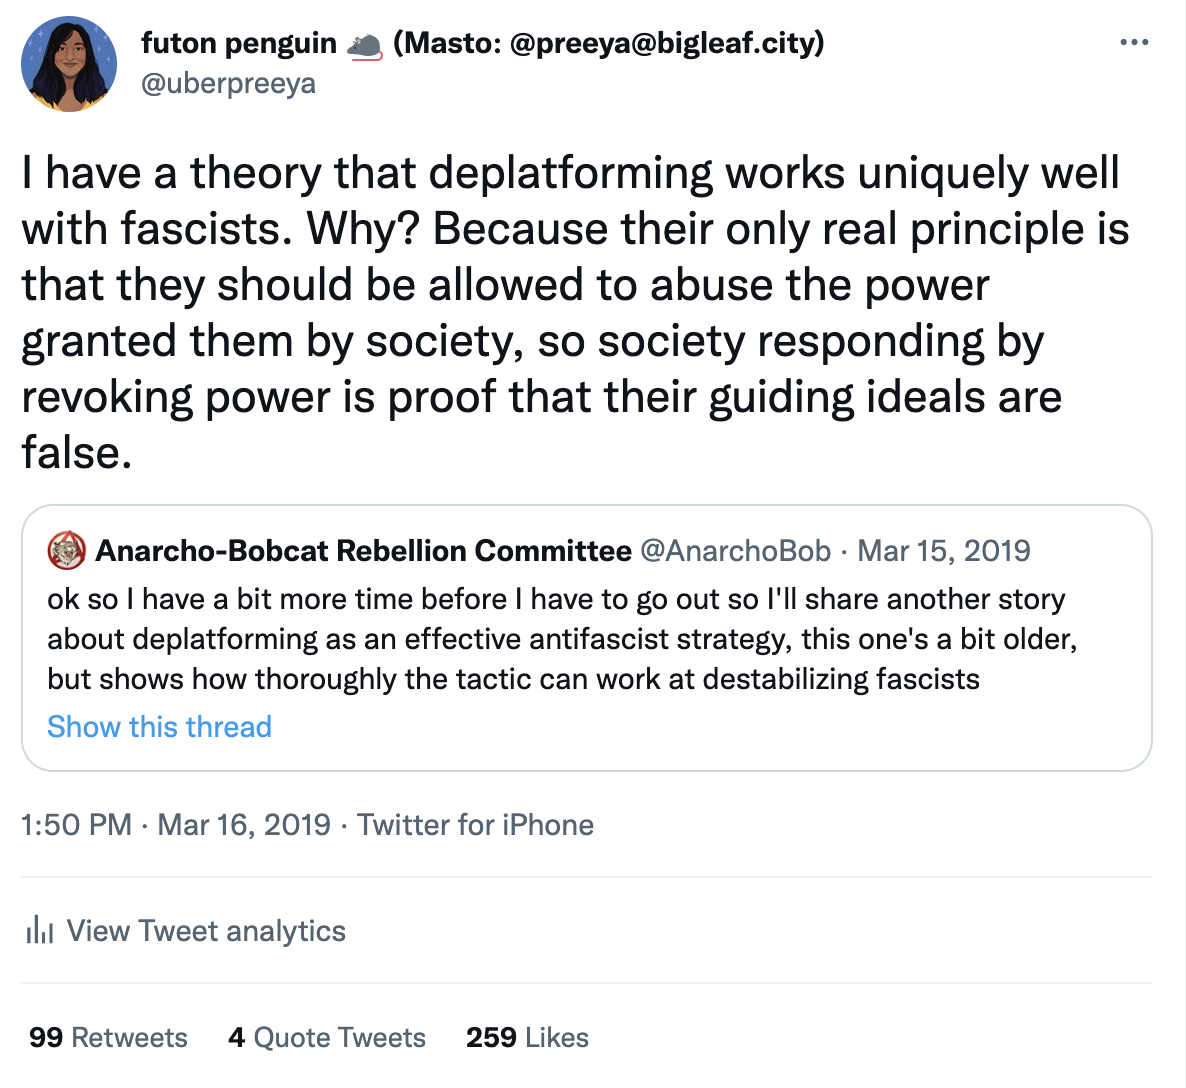 futon penguin 🐀 (Masto: @preeya@bigleaf.city)
@uberpreeya
I have a theory that deplatforming works uniquely well
with fascists. Why? Because their only real principle is
that they should be allowed to abuse the power
granted them by society, so society responding by
revoking power is proof that their guiding ideals are
false.
Anarcho-Bobcat Rebellion Committee @AnarchoBob · Mar 15, 2019
ok so I have a bit more time before I have to go out so I'll share another story
about deplatforming as an effective antifascist strategy, this one's a bit older,
but shows how thoroughly the tactic can work at destabilizing fascists
Show this thread
1:50 PM · Mar 16, 2019 · Twitter for iPhone
View Tweet analytics
99 Retweets 4 Quote Tweets 259 Likes